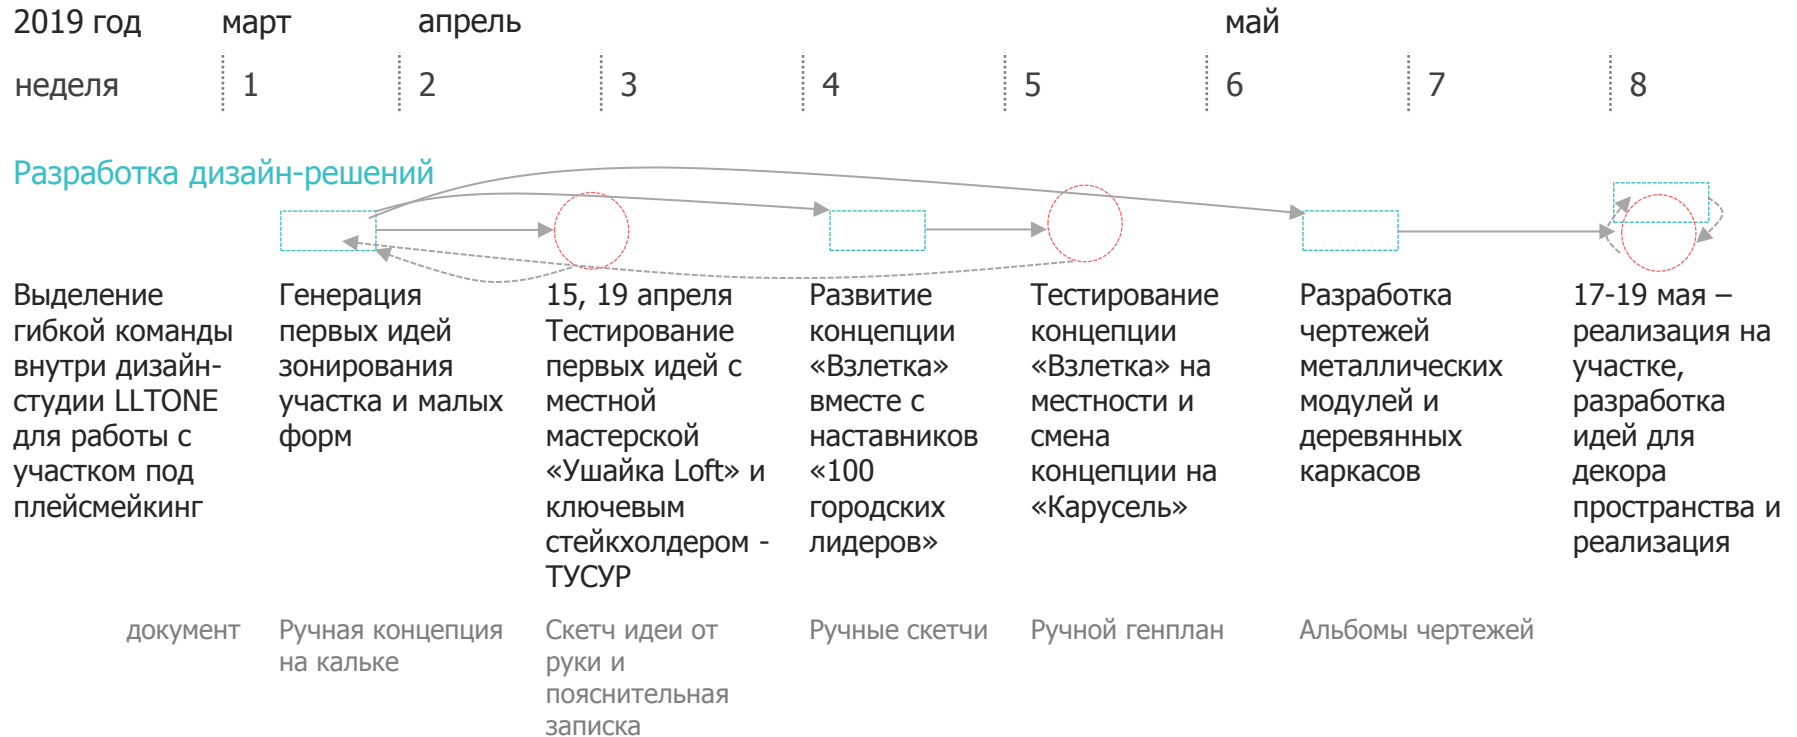 2019 год март апрель май
неделя 1 2 3 4 5 6 7 8
Разработка дизайн-решений
Выделение
гибкой команды
внутри дизайн-
студии LLTONE
для работы с
участком под
плейсмейкинг
Генерация
первых идей
зонирования
участка и малых
форм
15, 19 апреля
Тестирование
первых идей с
местной
мастерской
«Ушайка Loft» и
ключевым
стейкхолдером -
ТУСУР
Развитие
концепции
«Взлетка»
вместе с
наставников
«100
городских
лидеров»
Тестирование
концепции
«Взлетка» на
местности и
смена
концепции на
«Карусель»
Разработка
чертежей
металлических
модулей и
деревянных
каркасов
17-19 мая –
реализация на
участке,
разработка
идей для
декора
пространства и
реализация
документ
Ручная концепция
на кальке
Скетч идеи от
руки и
пояснительная
записка
Ручные скетчи
Ручной генплан
Альбомы чертежей